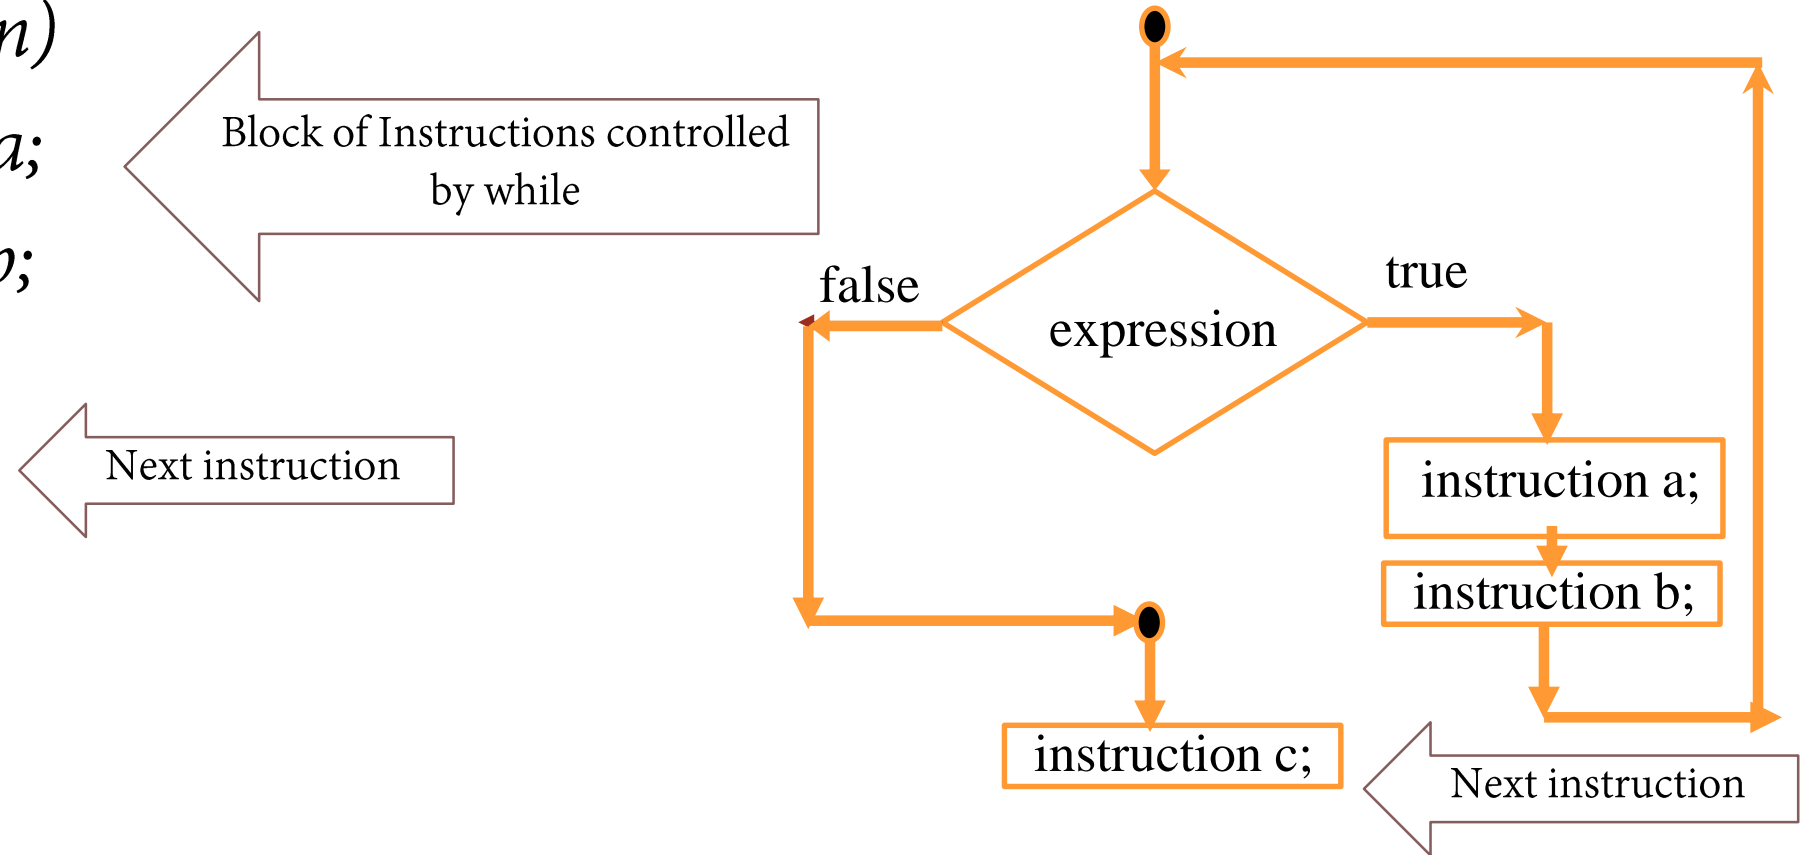 n)
Block of Instructions controlled
by while
a;
b;
false
true
expression
Next instruction
instruction a;
instruction b;
instruction c;
Next instruction